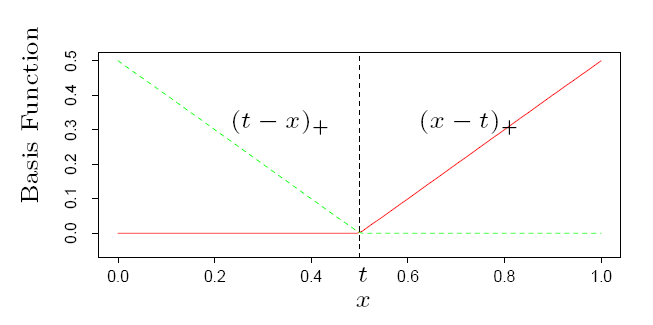 Basis Function
0.5
0.4
0.3
0.2
0.1
0.0
(t − x)₊
(x − t)₊
0.0 0.2 0.4 t 0.6 0.8 1.0
x